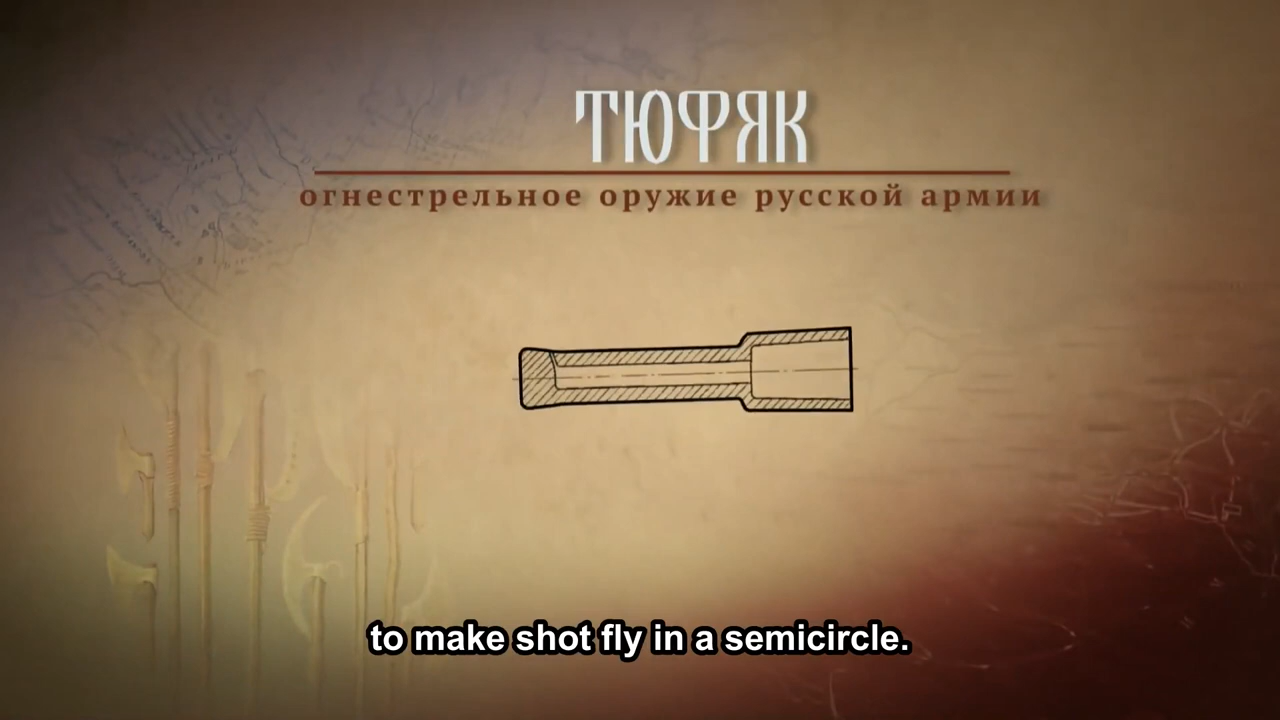 ТЮФЯК
огнестрельное оружие русской армии
to make shot fly in a semicircle.